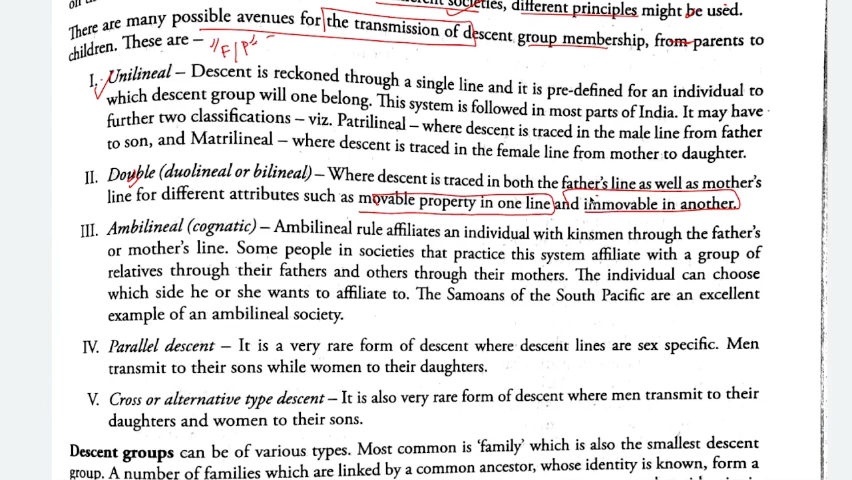 societies, different principles might be used.
There are many possible avenues for the transmission of descent group membership, from parents to
children. These are – "F/P"
I. Unilineal – Descent is reckoned through a single line and it is pre-defined for an individual to
which descent group will one belong. This system is followed in most parts of India. It may have
further two classifications – viz. Patrilineal – where descent is traced in the male line from father
to son, and Matrilineal – where descent is traced in the female line from mother to daughter.
II. Double (duolineal or bilineal) – Where descent is traced in both the father's line as well as mother's
line for different attributes such as movable property in one line and immovable in another.
III. Ambilineal (cognatic) – Ambilineal rule affiliates an individual with kinsmen through the father's
or mother's line. Some people in societies that practice this system affiliate with a group of
relatives through their fathers and others through their mothers. The individual can choose
which side he or she wants to affiliate to. The Samoans of the South Pacific are an excellent
example of an ambilineal society.
IV. Parallel descent – It is a very rare form of descent where descent lines are sex specific. Men
transmit to their sons while women to their daughters.
V. Cross or alternative type descent – It is also very rare form of descent where men transmit to their
daughters and women to their sons.
Descent groups can be of various types. Most common is 'family' which is also the smallest descent
group. A number of families which are linked by a common ancestor, whose identity is known, form a